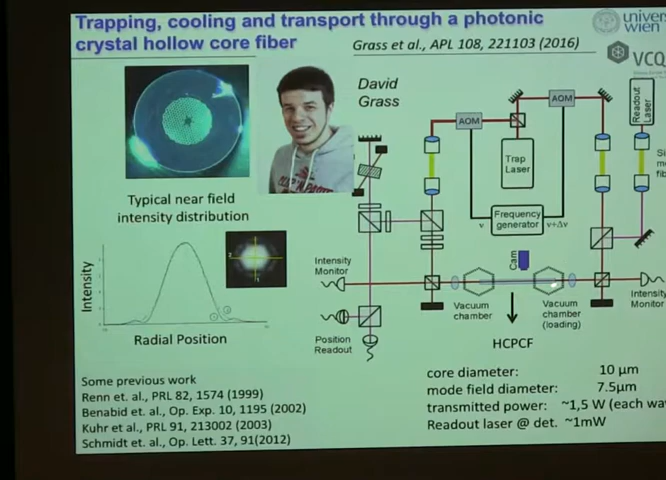 Trapping, cooling and transport through a photonic
crystal hollow core fiber
Grass et al., APL 108, 221103 (2016)
wien
VCQ
David
Grass
AOM
AOM
Readout
Laser
Trap
Laser
Typical near field
intensity distribution
Frequency
generator
ν
ν+Δν
Intensity
Radial Position
Intensity
Monitor
Cam
Vacuum
chamber
Vacuum
chamber
(loading)
Intensity
Monitor
Position
Readout
HCPCF
Some previous work
Renn et. al., PRL 82, 1574 (1999)
Benabid et. al., Op. Exp. 10, 1195 (2002)
Kuhr et al., PRL 91, 213002 (2003)
Schmidt et. al., Op. Lett. 37, 91(2012)
core diameter: 10 μm
mode field diameter: 7.5μm
transmitted power: ~1,5 W (each way
Readout laser @ det. ~1mW